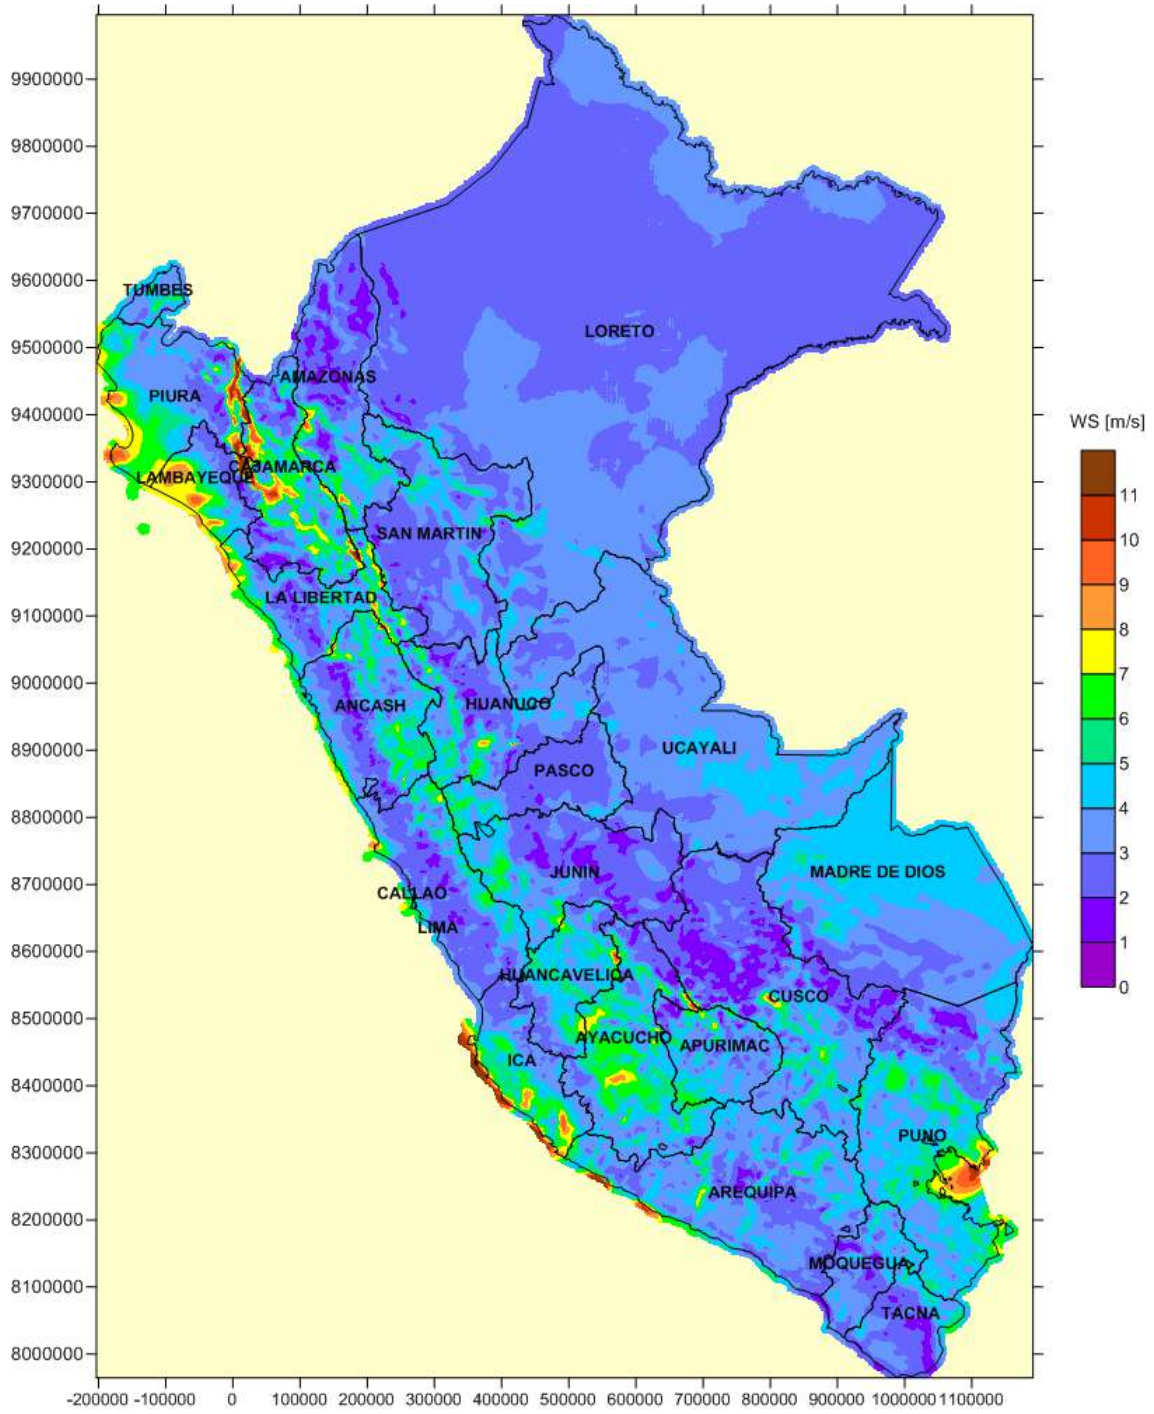 9900000
9800000
9700000
9600000
9500000
9400000
9300000
9200000
9100000
9000000
8900000
8800000
8700000
8600000
8500000
8400000
8300000
8200000
8100000
8000000
TUMBES
LORETO
AMAZONAS
PIURA
CAJAMARCA
LAMBAYEQUE
SAN MARTIN
LA LIBERTAD
ANCASH
HUANUCO
UCAYALI
PASCO
JUNIN
MADRE DE DIOS
CALLAO
LIMA
HUANCAVELICA
CUSCO
AYACUCHO
APURIMAC
ICA
PUNO
AREQUIPA
MOQUEGUA
TACNA
-200000 -100000 0 100000 200000 300000 400000 500000 600000 700000 800000 900000 1000000 1100000
WS [m/s]
11
10
9
8
7
6
5
4
3
2
1
0